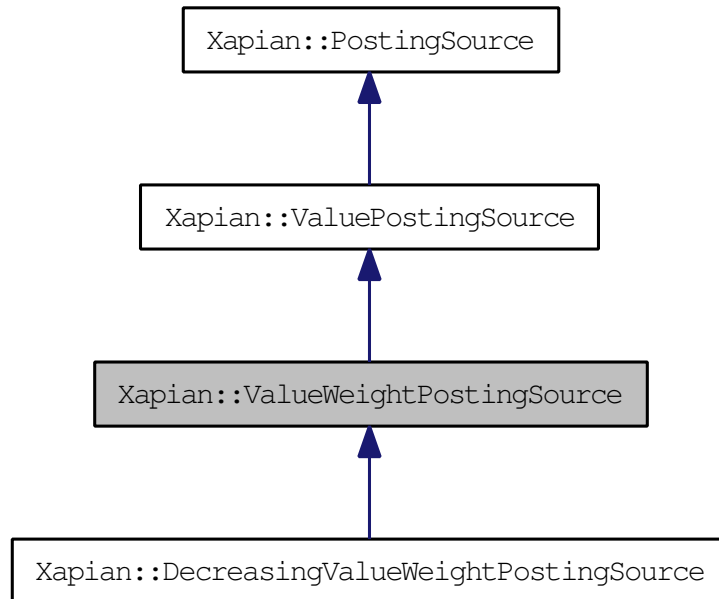 Xapian::PostingSource
Xapian::ValuePostingSource
Xapian::ValueWeightPostingSource
Xapian::DecreasingValueWeightPostingSource